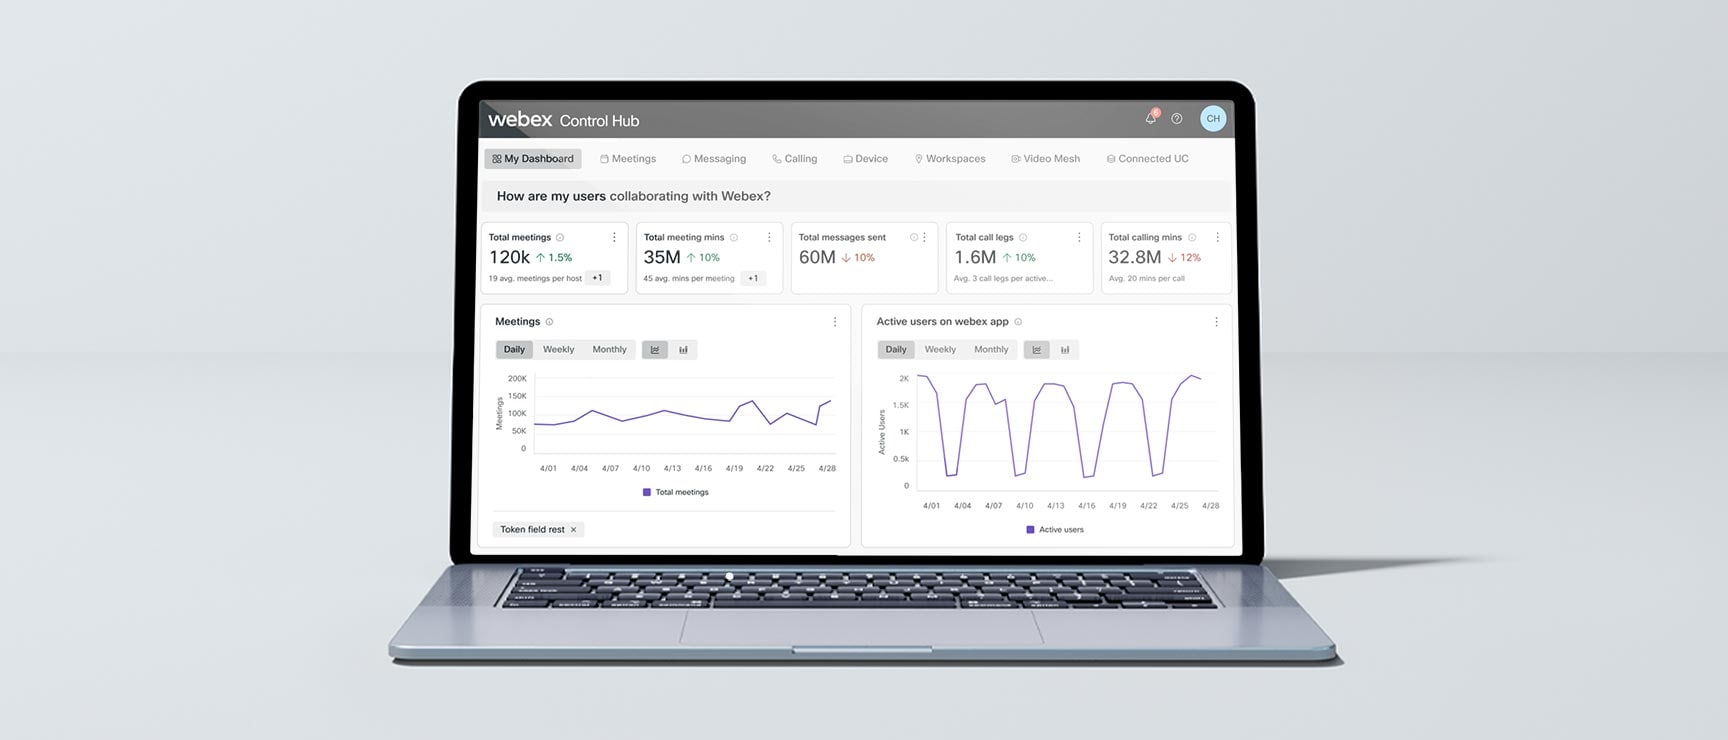 webex Control Hub
6
CH
My Dashboard Meetings Messaging Calling Device Workspaces Video Mesh Connected UC
How are my users collaborating with Webex?
Total meetings
120k ↑ 1.5%
19 avg. meetings per host +1
Total meeting mins
35M ↑ 10%
45 avg. mins per meeting +1
Total messages sent
60M ↓ 10%
Total call legs
1.6M ↑ 10%
Avg. 3 call legs per active...
Total calling mins
32.8M ↓ 12%
Avg. 20 mins per call
Meetings
Daily Weekly Monthly
200K
150K
100K
50K
0
Meetings
4/01 4/04 4/07 4/10 4/13 4/16 4/19 4/22 4/25 4/28
Total meetings
Token field rest ×
Active users on webex app
Daily Weekly Monthly
2K
1.5K
1K
0.5k
0
Active Users
4/01 4/04 4/07 4/10 4/13 4/16 4/19 4/22 4/25 4/28
Active users